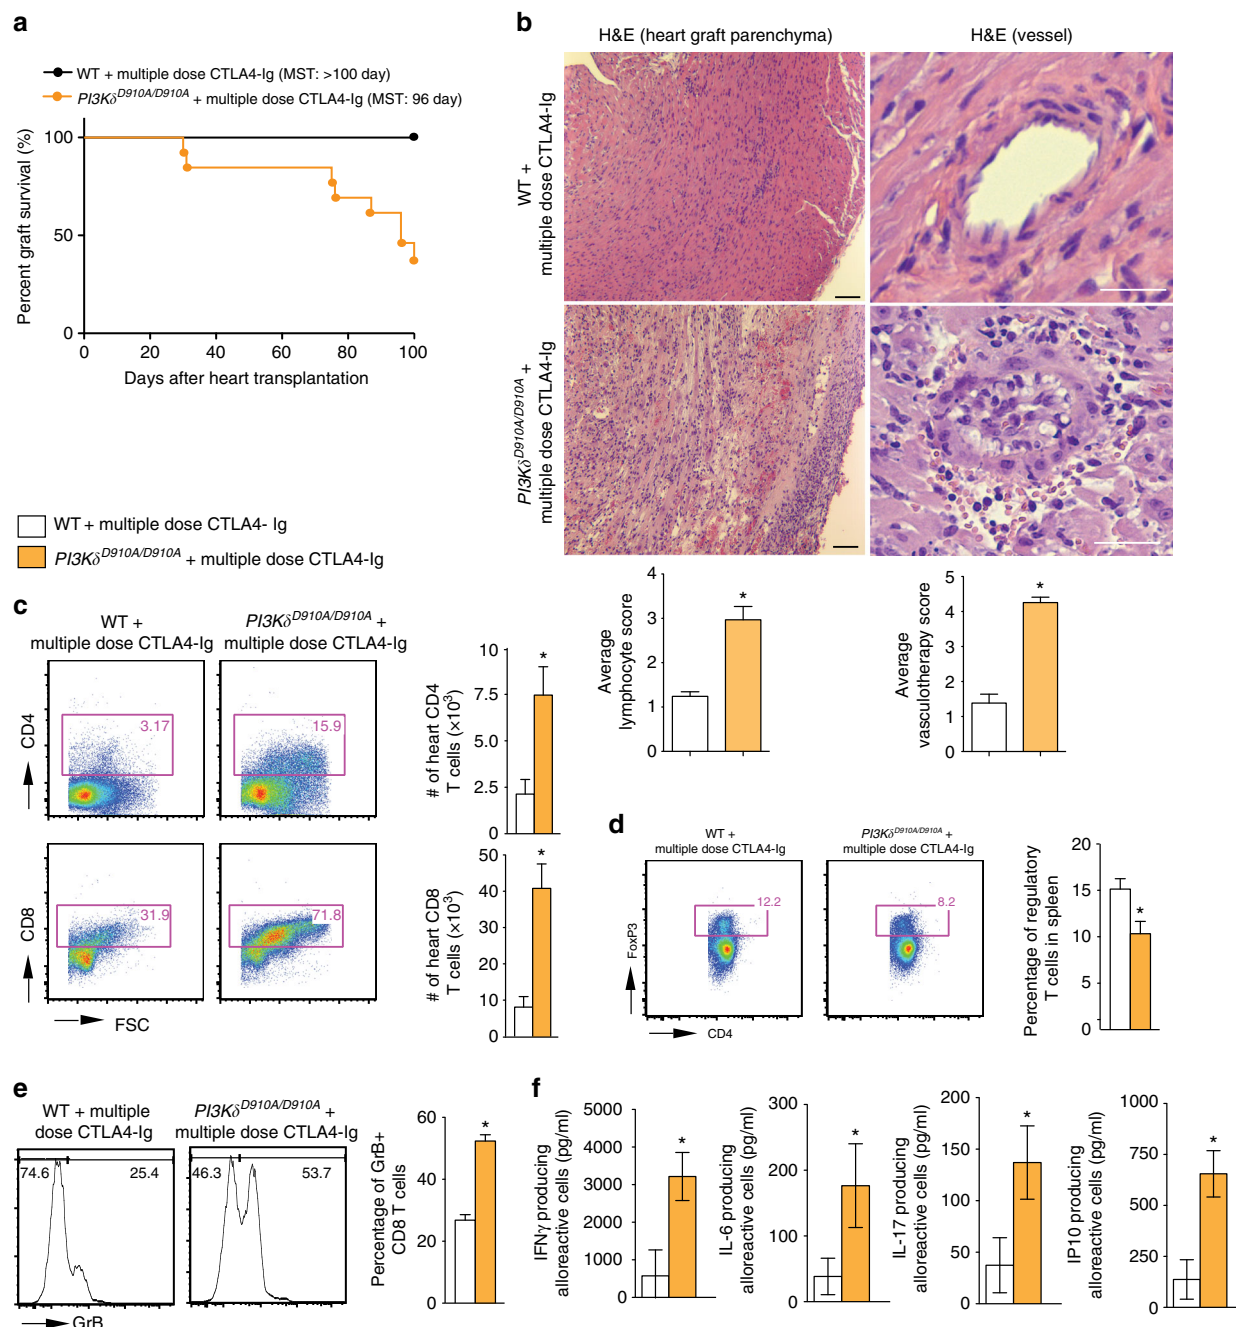 a
WT + multiple dose CTLA4-Ig (MST: >100 day)
PI3Kδ^D910A/D910A + multiple dose CTLA4-Ig (MST: 96 day)
Percent graft survival (%)
100
50
0
0 20 40 60 80 100
Days after heart transplantation
b
H&E (heart graft parenchyma)
H&E (vessel)
WT +
multiple dose CTLA4-Ig
PI3Kδ^D910A/D910A +
multiple dose CTLA4-Ig
Average
lymphocyte score
4
3
2
1
0
*
Average
vasculotherapy score
5
4
3
2
1
0
*
WT + multiple dose CTLA4- Ig
PI3Kδ^D910A/D910A + multiple dose CTLA4-Ig
c
WT +
multiple dose CTLA4-Ig
PI3Kδ^D910A/D910A +
multiple dose CTLA4-Ig
CD4
3.17
15.9
# of heart CD4
T cells (×10³)
10
7.5
5.0
2.5
0
*
CD8
31.9
71.8
FSC
# of heart CD8
T cells (×10³)
50
40
30
20
10
0
*
d
WT +
multiple dose CTLA4-Ig
PI3Kδ^D910A/D910A +
multiple dose CTLA4-Ig
FoxP3
12.2
8.2
CD4
Percentage of regulatory
T cells in spleen
20
15
10
5
0
*
e
WT + multiple
dose CTLA4-Ig
PI3Kδ^D910A/D910A +
multiple dose CTLA4-Ig
74.6 25.4
46.3 53.7
GrB
Percentage of GrB+
CD8 T cells
60
40
20
0
*
f
IFNγ producing
alloreactive cells (pg/ml)
5000
4000
3000
2000
1000
0
*
IL-6 producing
alloreactive cells (pg/ml)
300
200
100
0
*
IL-17 producing
alloreactive cells (pg/ml)
200
150
100
50
0
*
IP10 producing
alloreactive cells (pg/ml)
1000
750
500
250
0
*